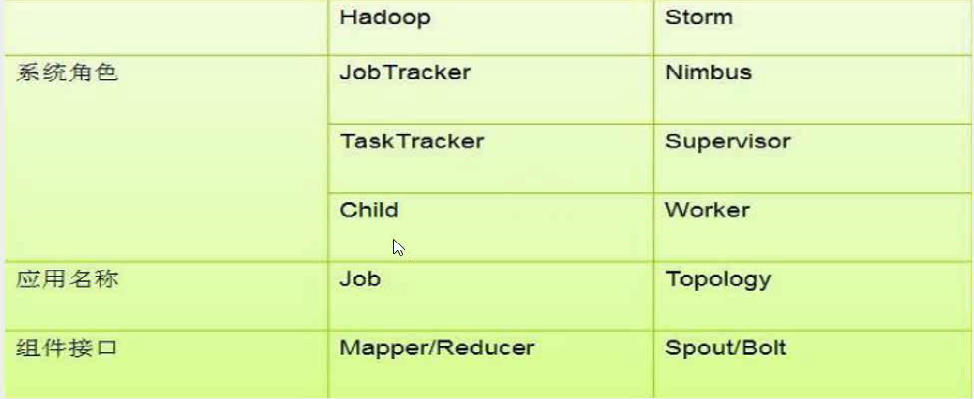 Hadoop Storm
系统角色 JobTracker Nimbus
TaskTracker Supervisor
Child Worker
应用名称 Job Topology
组件接口 Mapper/Reducer Spout/Bolt